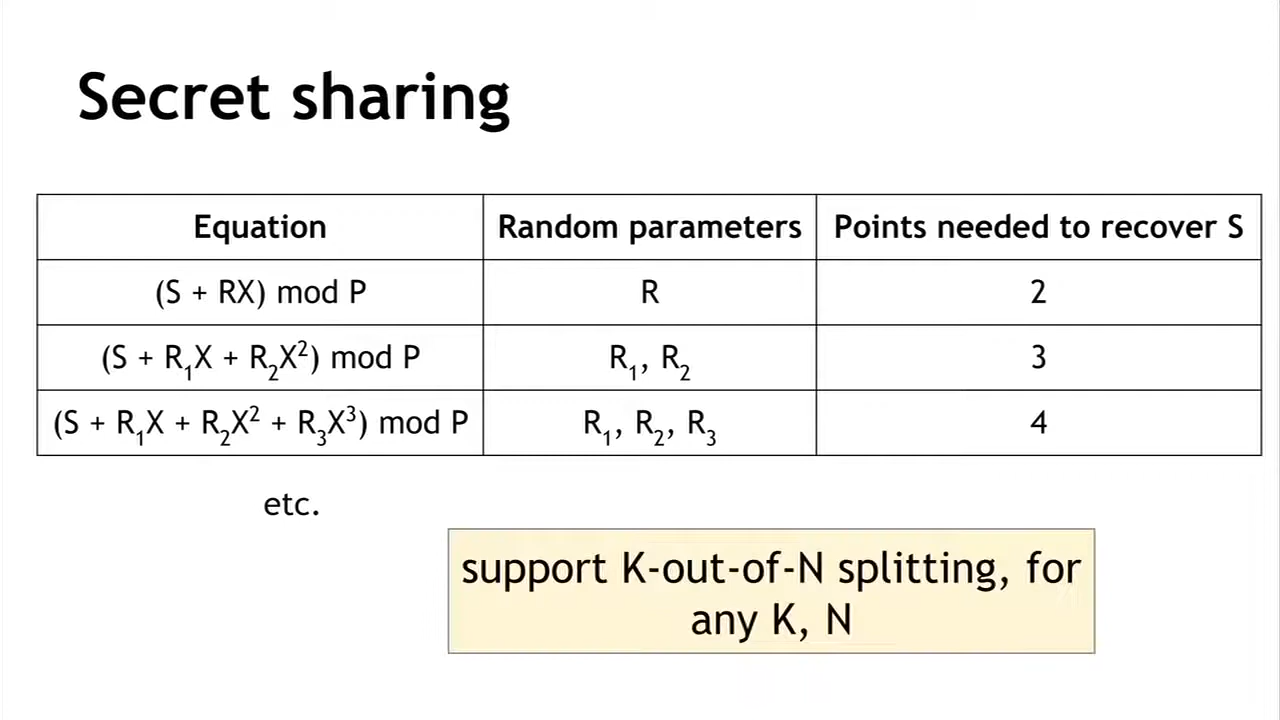 Secret sharing
Equation Random parameters Points needed to recover S
(S + RX) mod P R 2
(S + R₁X + R₂X²) mod P R₁, R₂ 3
(S + R₁X + R₂X² + R₃X³) mod P R₁, R₂, R₃ 4
etc.
support K-out-of-N splitting, for
any K, N